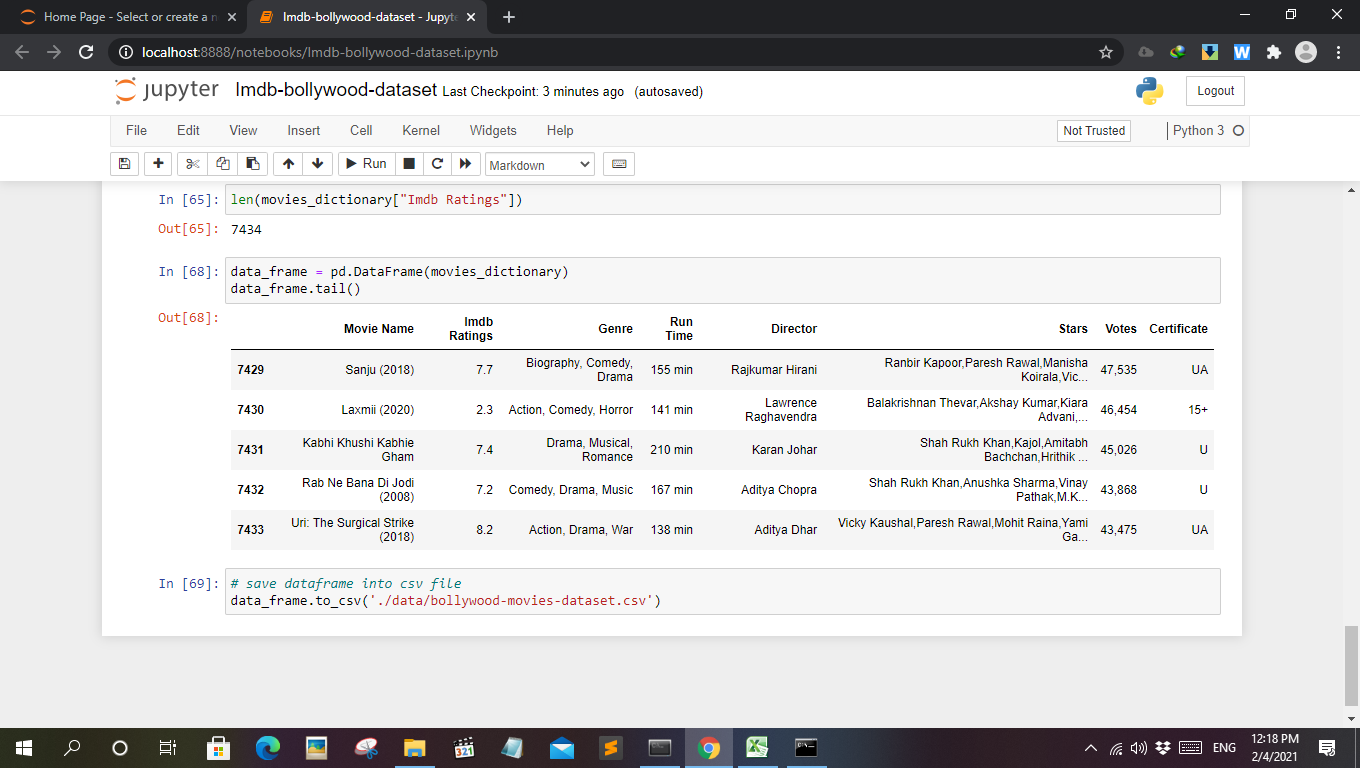 Home Page - Select or create a n
Imdb-bollywood-dataset - Jupyte
localhost:8888/notebooks/Imdb-bollywood-dataset.ipynb
jupyter Imdb-bollywood-dataset Last Checkpoint: 3 minutes ago (autosaved)
Logout
File Edit View Insert Cell Kernel Widgets Help
Not Trusted
Python 3
Run
Markdown
In [65]: len(movies_dictionary["Imdb Ratings"])
Out[65]: 7434
In [68]: data_frame = pd.DataFrame(movies_dictionary)
data_frame.tail()
Out[68]:
Movie Name Imdb Ratings Genre Run Time Director Stars Votes Certificate
7429 Sanju (2018) 7.7 Biography, Comedy, Drama 155 min Rajkumar Hirani Ranbir Kapoor,Paresh Rawal,Manisha Koirala,Vic... 47,535 UA
7430 Laxmii (2020) 2.3 Action, Comedy, Horror 141 min Lawrence Raghavendra Balakrishnan Thevar,Akshay Kumar,Kiara Advani,... 46,454 15+
7431 Kabhi Khushi Kabhie Gham 7.4 Drama, Musical, Romance 210 min Karan Johar Shah Rukh Khan,Kajol,Amitabh Bachchan,Hrithik ... 45,026 U
7432 Rab Ne Bana Di Jodi (2008) 7.2 Comedy, Drama, Music 167 min Aditya Chopra Shah Rukh Khan,Anushka Sharma,Vinay Pathak,M.K... 43,868 U
7433 Uri: The Surgical Strike (2018) 8.2 Action, Drama, War 138 min Aditya Dhar Vicky Kaushal,Paresh Rawal,Mohit Raina,Yami Ga... 43,475 UA
In [69]: # save dataframe into csv file
data_frame.to_csv('./data/bollywood-movies-dataset.csv')
321
ENG
12:18 PM
2/4/2021